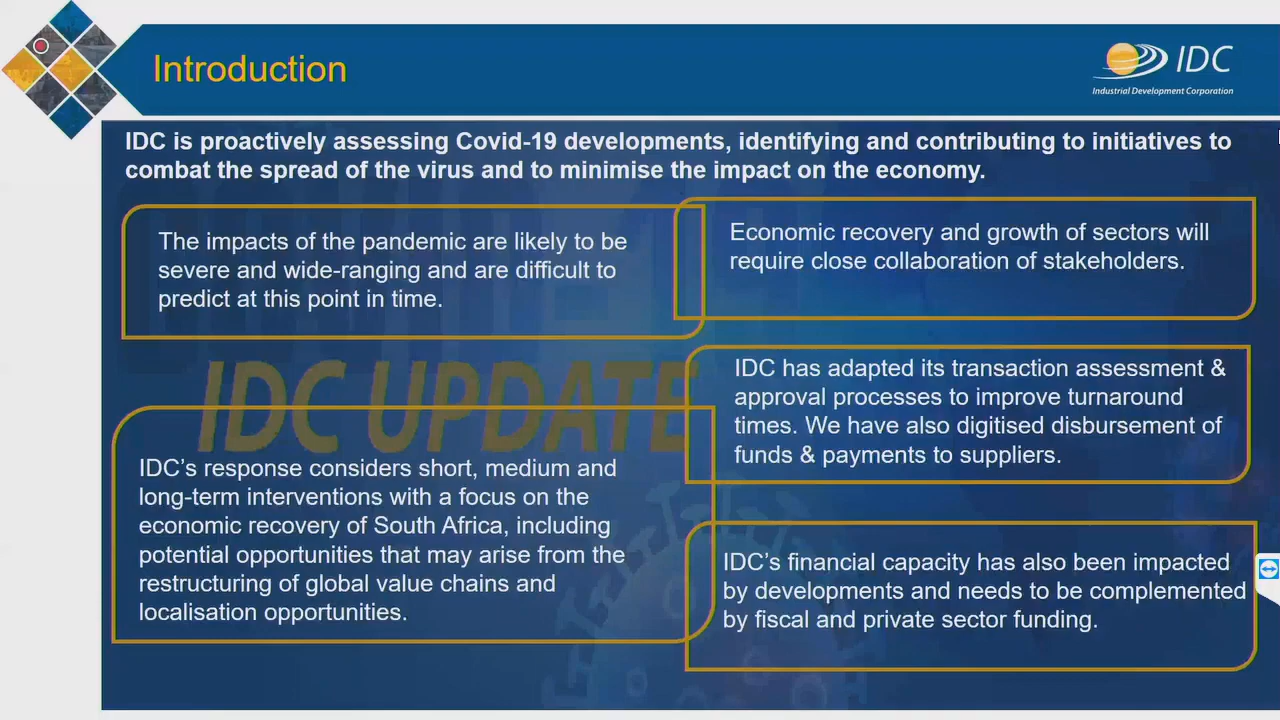 Introduction
IDC
Industrial Development Corporation
IDC is proactively assessing Covid-19 developments, identifying and contributing to initiatives to
combat the spread of the virus and to minimise the impact on the economy.
The impacts of the pandemic are likely to be
severe and wide-ranging and are difficult to
predict at this point in time.
Economic recovery and growth of sectors will
require close collaboration of stakeholders.
IDC UPDATE
IDC has adapted its transaction assessment &
approval processes to improve turnaround
times. We have also digitised disbursement of
funds & payments to suppliers.
IDC’s response considers short, medium and
long-term interventions with a focus on the
economic recovery of South Africa, including
potential opportunities that may arise from the
restructuring of global value chains and
localisation opportunities.
IDC’s financial capacity has also been impacted
by developments and needs to be complemented
by fiscal and private sector funding.